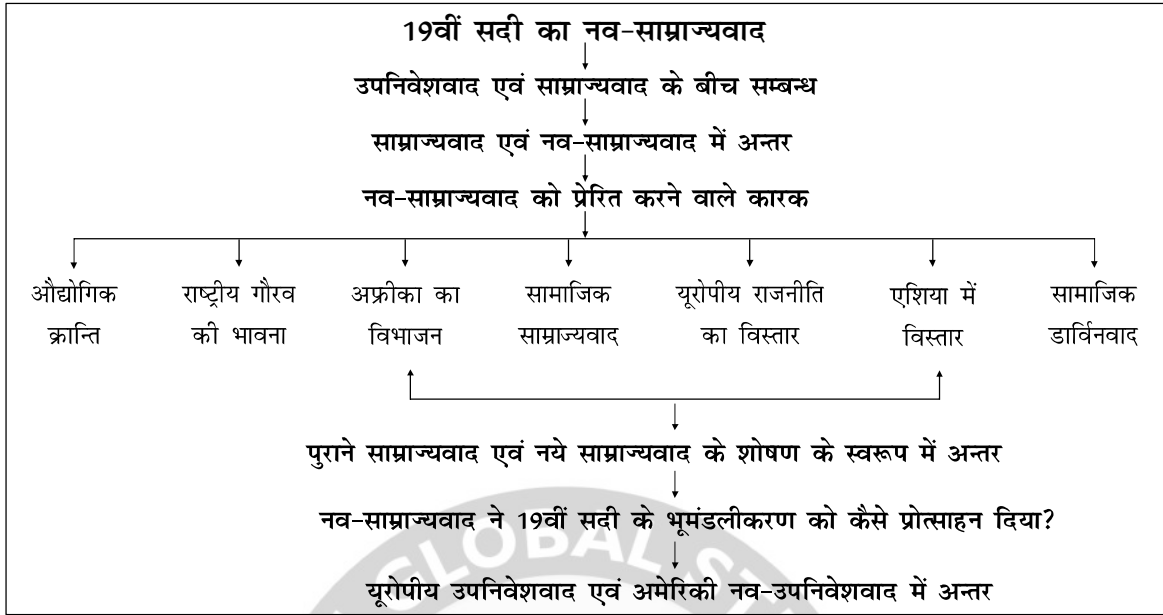 19वीं सदी का नव-साम्राज्यवाद
उपनिवेशवाद एवं साम्राज्यवाद के बीच सम्बन्ध
साम्राज्यवाद एवं नव-साम्राज्यवाद में अन्तर
नव-साम्राज्यवाद को प्रेरित करने वाले कारक
औद्योगिक
क्रान्ति
राष्ट्रीय गौरव
की भावना
अफ्रीका का
विभाजन
सामाजिक
साम्राज्यवाद
यूरोपीय राजनीति
का विस्तार
एशिया में
विस्तार
सामाजिक
डार्विनवाद
पुराने साम्राज्यवाद एवं नये साम्राज्यवाद के शोषण के स्वरूप में अन्तर
नव-साम्राज्यवाद ने 19वीं सदी के भूमंडलीकरण को कैसे प्रोत्साहन दिया?
यूरोपीय उपनिवेशवाद एवं अमेरिकी नव-उपनिवेशवाद में अन्तर
GLOBAL ST